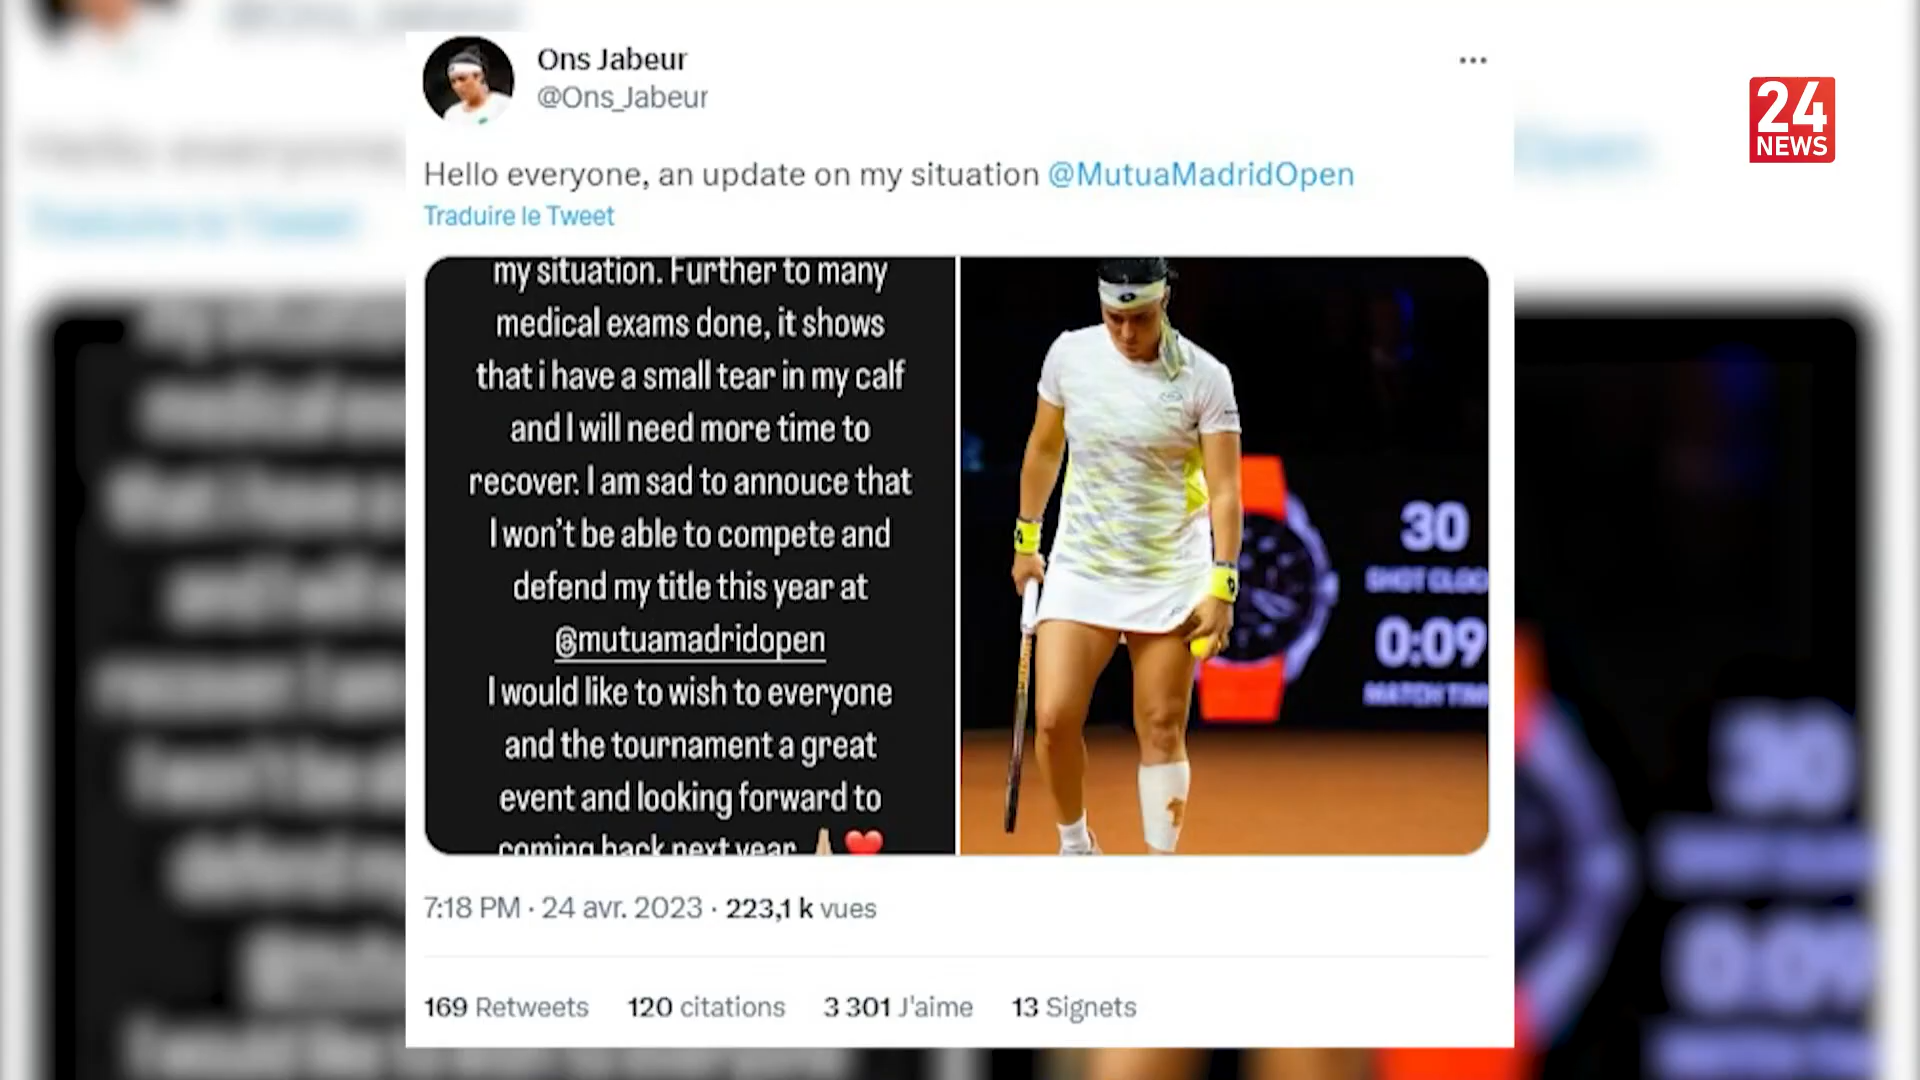 Ons Jabeur
@Ons_Jabeur
24
NEWS
Hello everyone, an update on my situation @MutuaMadridOpen
Traduire le Tweet
my situation. Further to many
medical exams done, it shows
that i have a small tear in my calf
and I will need more time to
recover. I am sad to annouce that
I won't be able to compete and
defend my title this year at
@mutuamadridopen
I would like to wish to everyone
and the tournament a great
event and looking forward to
coming back next year 🙏🏼 ❤️
30
SHOT CLOC
0:09
MATCH TIM
7:18 PM · 24 avr. 2023 · 223,1 k vues
169 Retweets 120 citations 3 301 J'aime 13 Signets